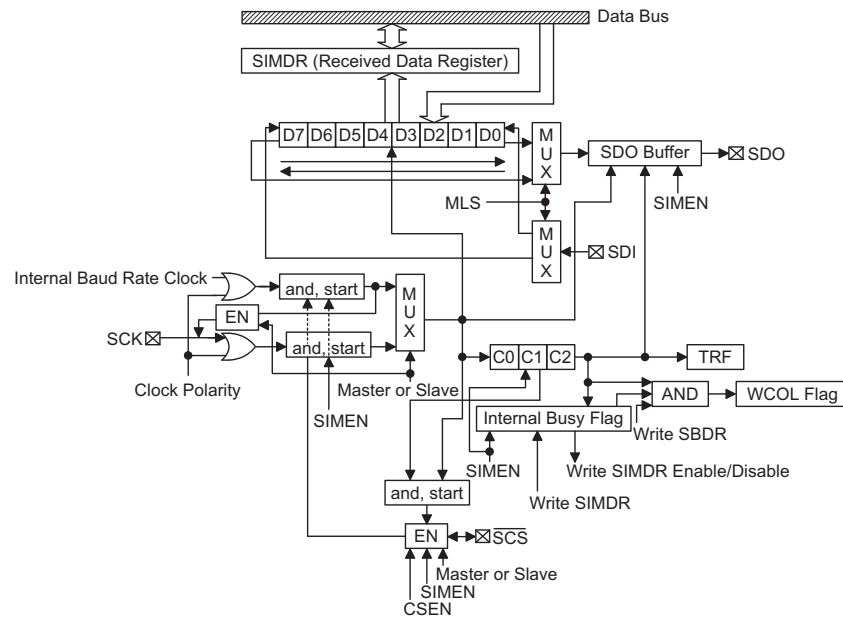 Data Bus
SIMDR (Received Data Register)
D7 D6 D5 D4 D3 D2 D1 D0
MUX
SDO Buffer
SDO
MLS
SIMEN
MUX
SDI
Internal Baud Rate Clock
and, start
MUX
EN
SCK
and, start
C0 C1 C2
TRF
Clock Polarity
Master or Slave
AND
WCOL Flag
SIMEN
Internal Busy Flag
Write SBDR
SIMEN
Write SIMDR Enable/Disable
and, start
Write SIMDR
EN
SCS
Master or Slave
SIMEN
CSEN